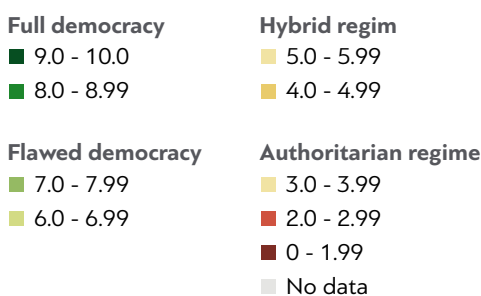 Full democracy
9.0 - 10.0
8.0 - 8.99
Flawed democracy
7.0 - 7.99
6.0 - 6.99
Hybrid regim
5.0 - 5.99
4.0 - 4.99
Authoritarian regime
3.0 - 3.99
2.0 - 2.99
0 - 1.99
No data